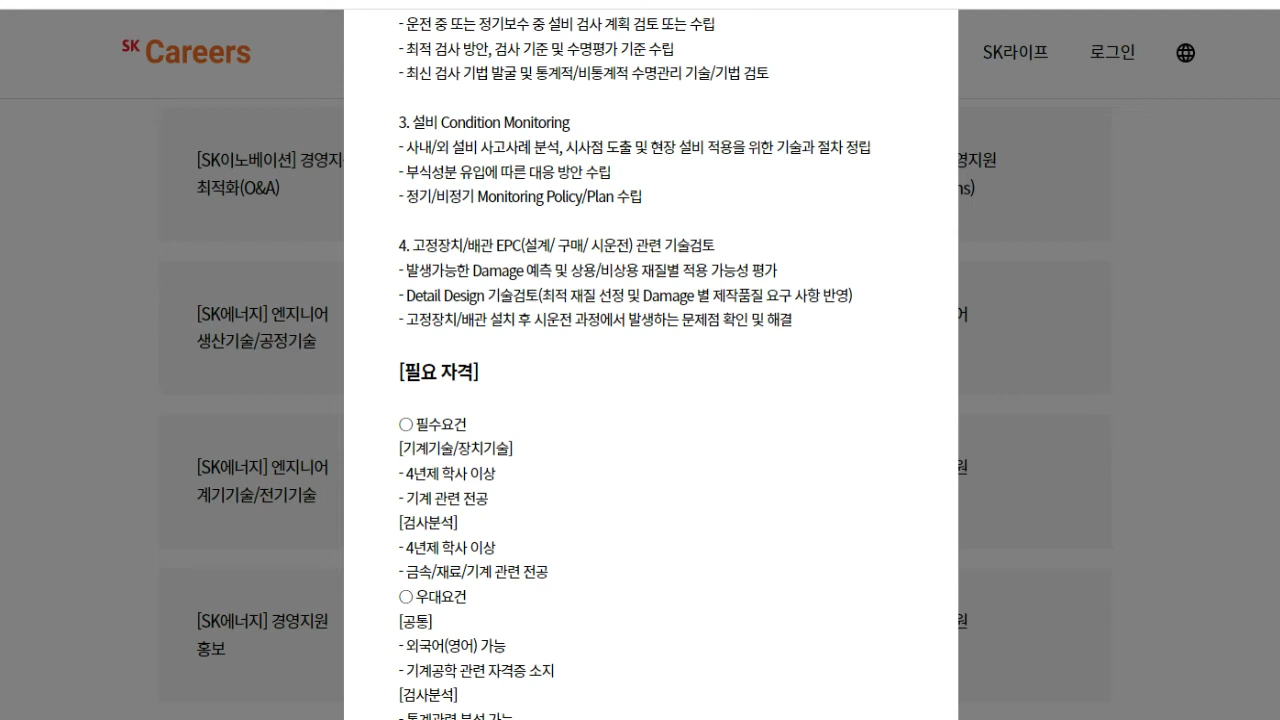 SK Careers
SK라이프
로그인
- 운전 중 또는 정기보수 중 설비 검사 계획 검토 또는 수립
- 최적 검사 방안, 검사 기준 및 수명평가 기준 수립
- 최신 검사 기법 발굴 및 통계적/비통계적 수명관리 기술/기법 검토
3. 설비 Condition Monitoring
- 사내/외 설비 사고사례 분석, 시사점 도출 및 현장 설비 적용을 위한 기술과 절차 정립
- 부식성분 유입에 따른 대응 방안 수립
- 정기/비정기 Monitoring Policy/Plan 수립
4. 고정장치/배관 EPC(설계/ 구매/ 시운전) 관련 기술검토
- 발생가능한 Damage 예측 및 상용/비상용 재질별 적용 가능성 평가
- Detail Design 기술검토(최적 재질 선정 및 Damage 별 제작품질 요구 사항 반영)
- 고정장치/배관 설치 후 시운전 과정에서 발생하는 문제점 확인 및 해결
[필요 자격]
○ 필수요건
[기계기술/장치기술]
- 4년제 학사 이상
- 기계 관련 전공
[검사분석]
- 4년제 학사 이상
- 금속/재료/기계 관련 전공
○ 우대요건
[공통]
- 외국어(영어) 가능
- 기계공학 관련 자격증 소지
[검사분석]
- 통계관련 분석 가능
[SK이노베이션] 경영지
최적화(O&A)
[SK에너지] 엔지니어
생산기술/공정기술
[SK에너지] 엔지니어
계기기술/전기기술
[SK에너지] 경영지원
홍보
영지원
ns)
어
원
원